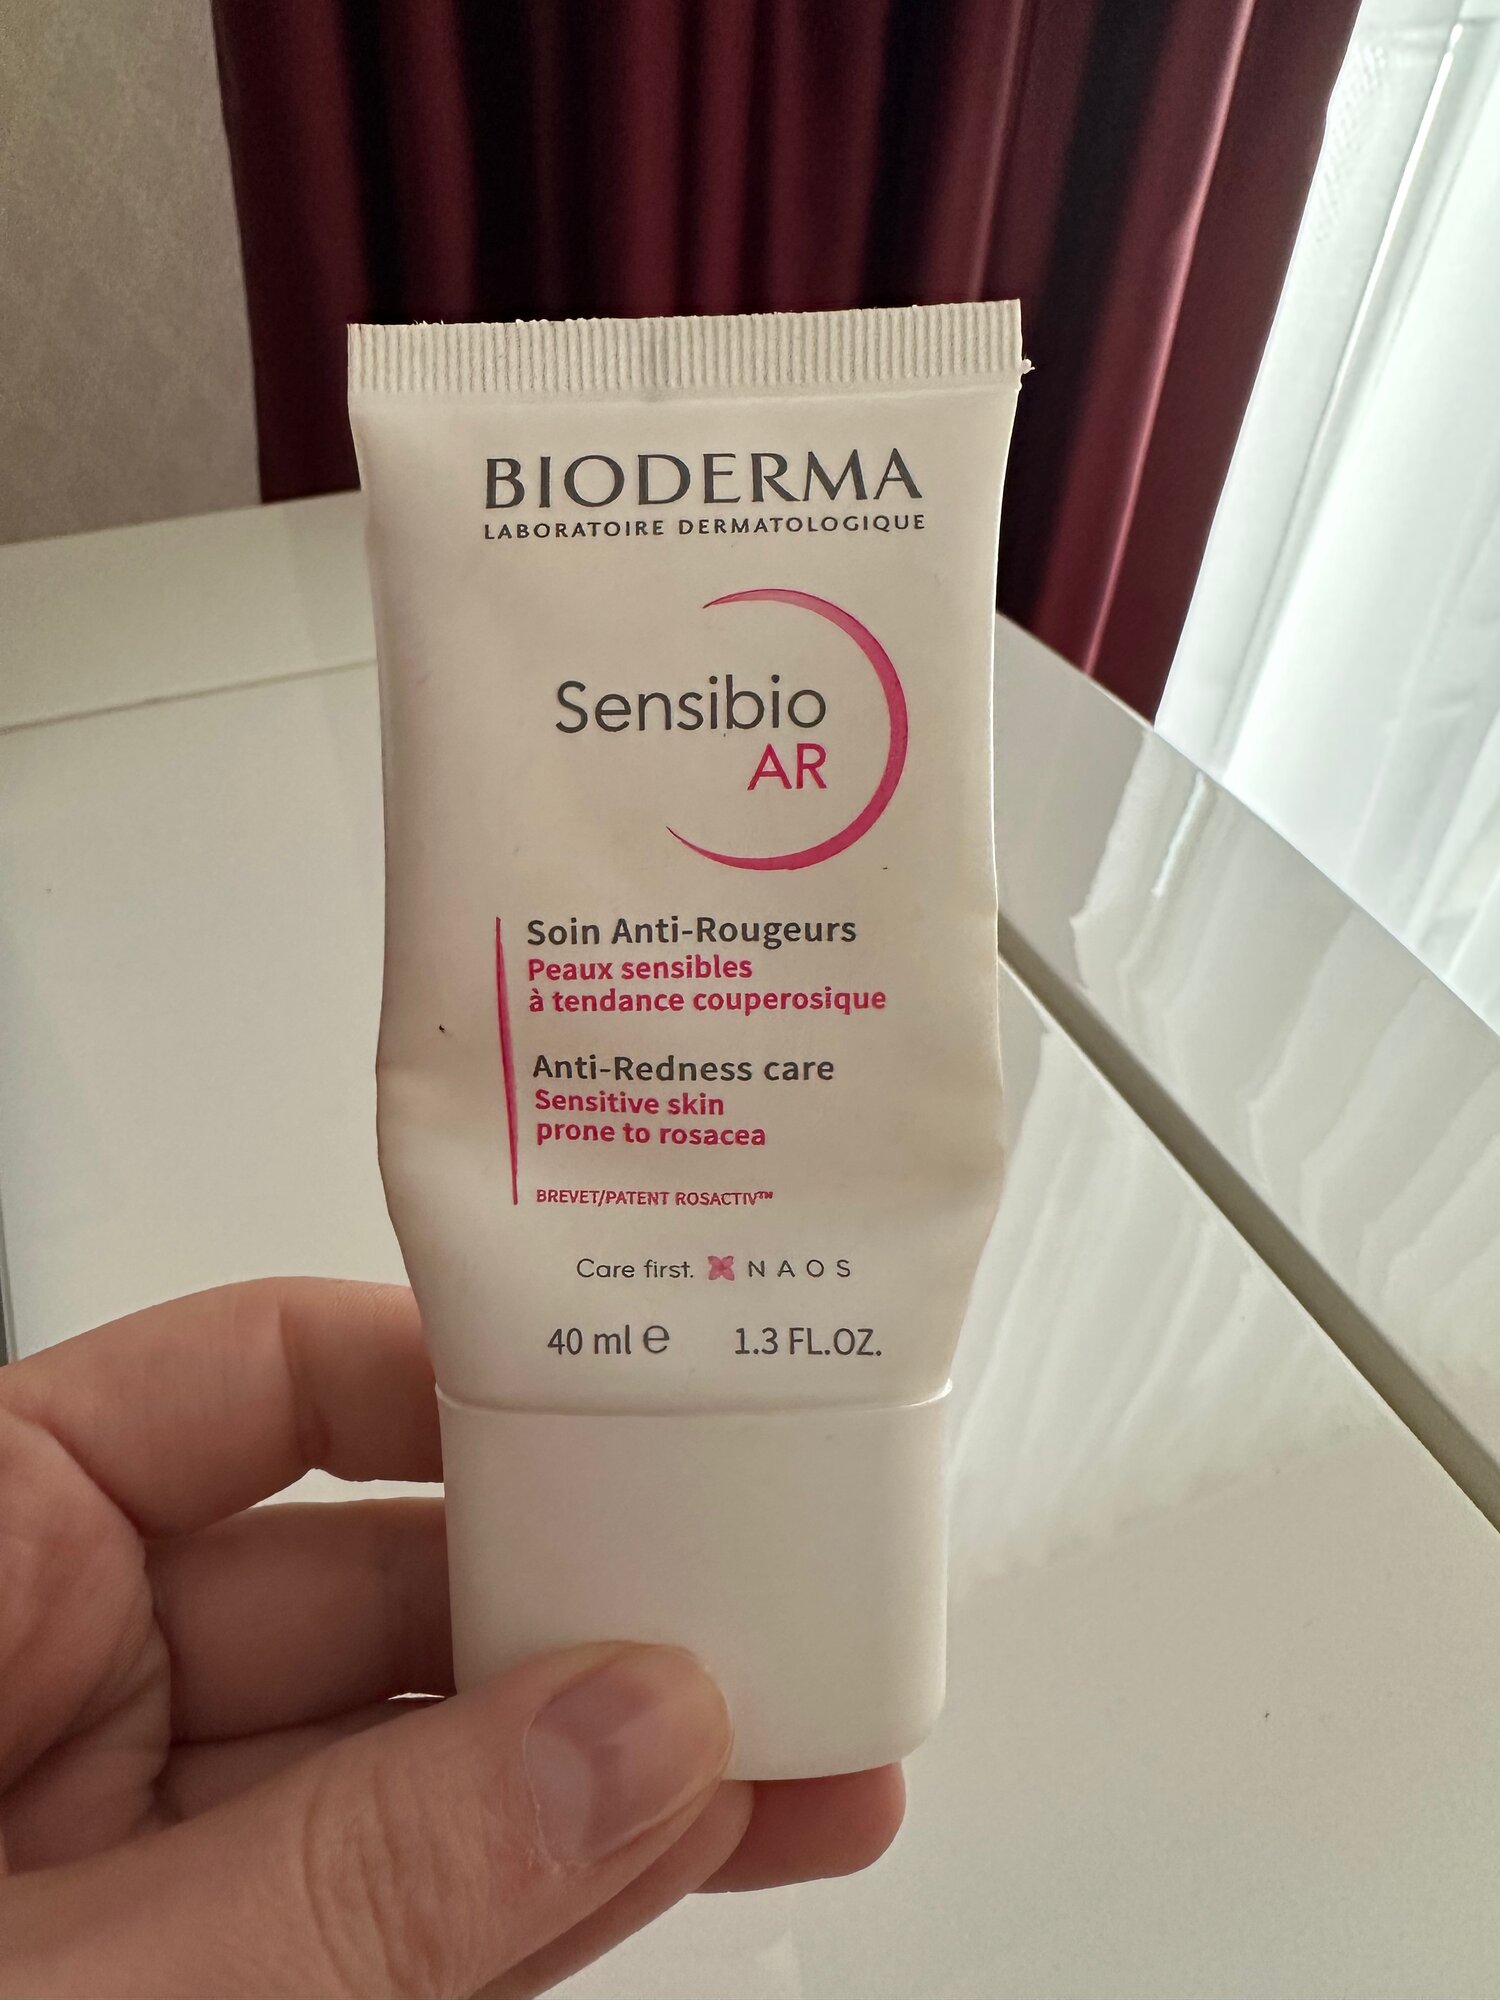 BIODERMA
LABORATOIRE DERMATOLOGIQUE
Sensibio
AR
Soin Anti-Rougeurs
Peaux sensibles
à tendance couperosique
Anti-Redness care
Sensitive skin
prone to rosacea
BREVET/PATENT ROSACTIV™
Care first. NAOS
40 ml ℮ 1.3 FL.OZ.